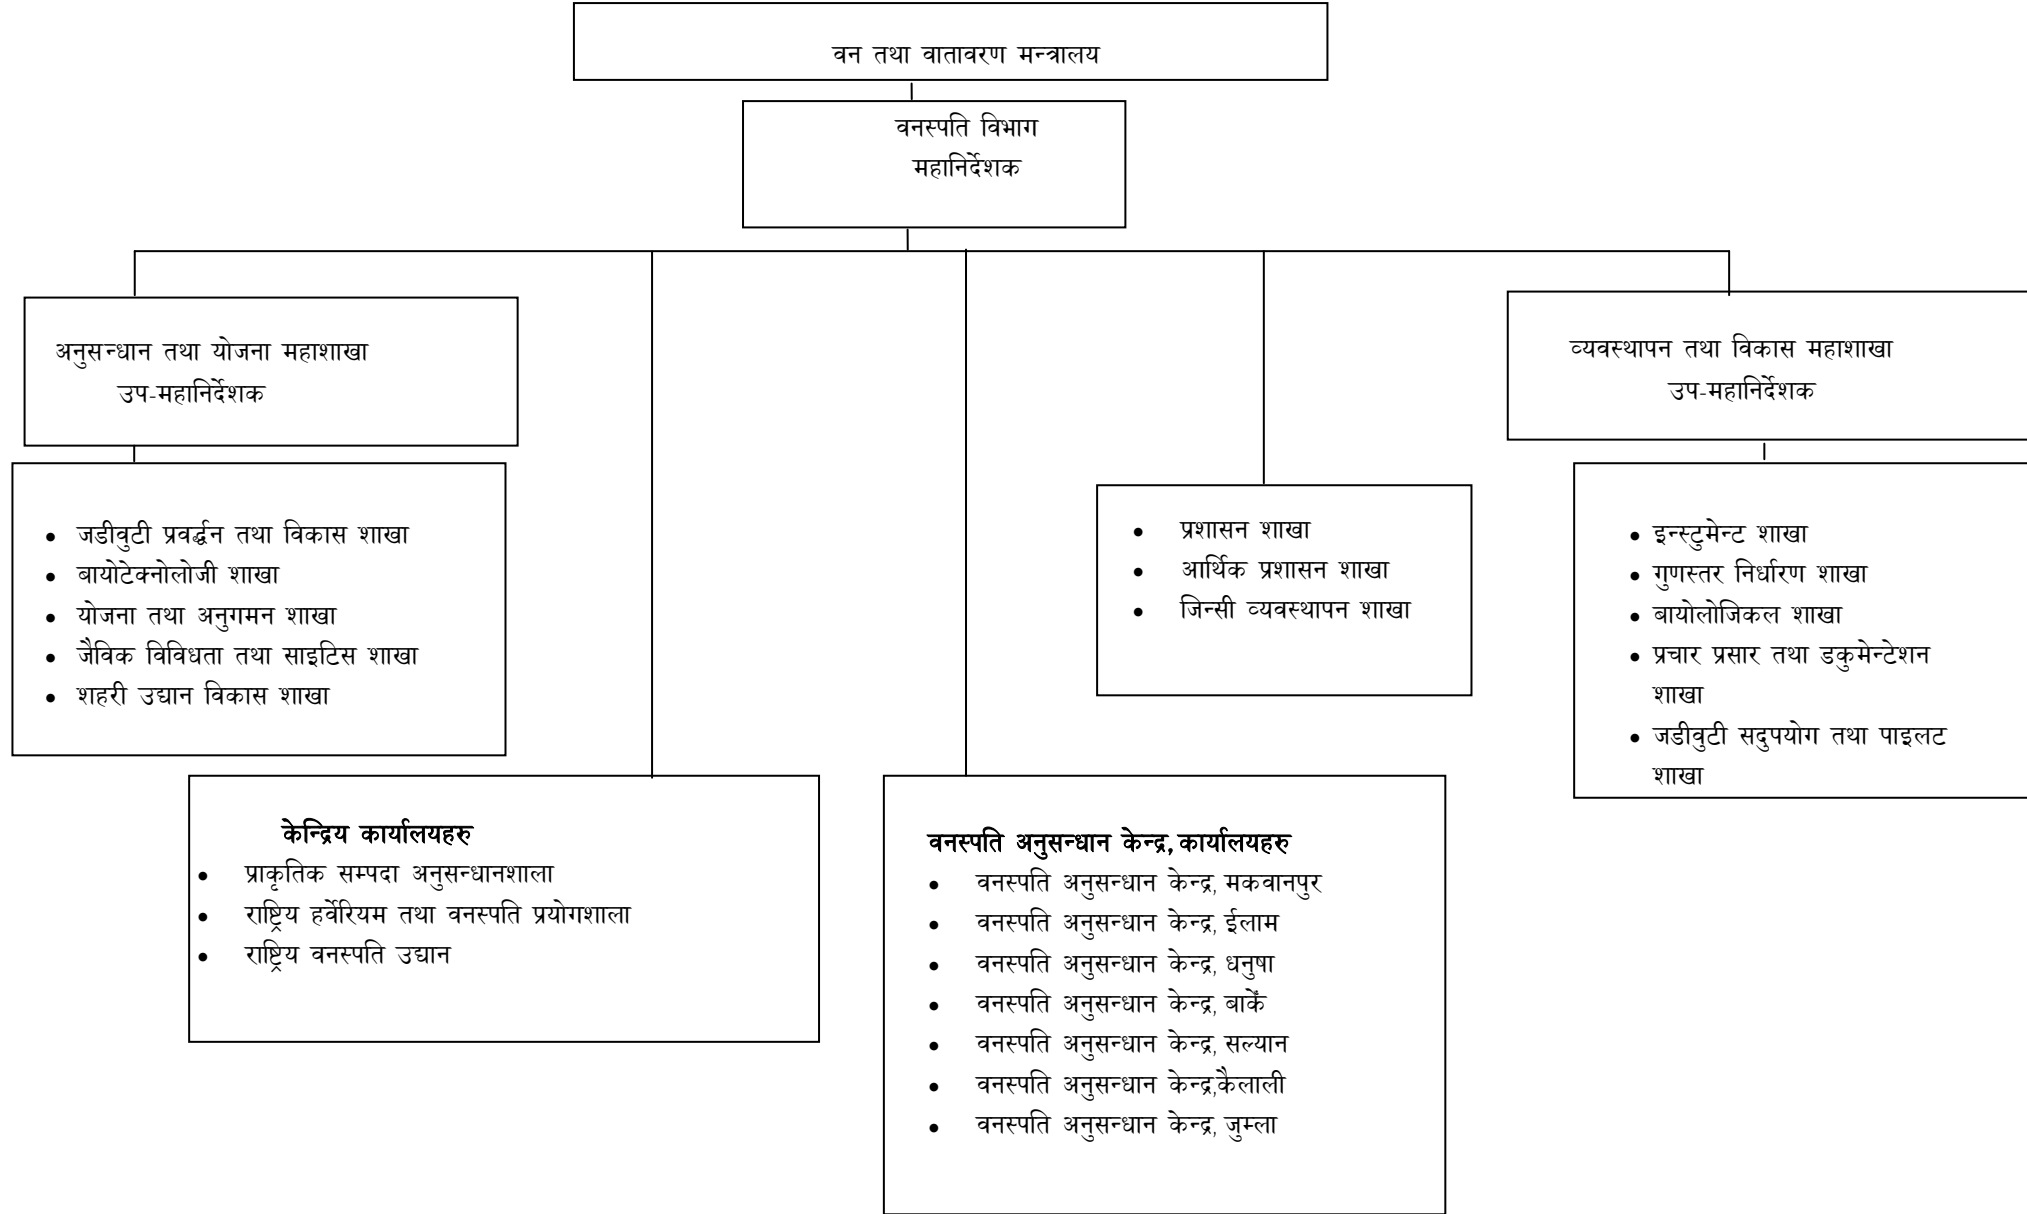 वन तथा वातावरण मन्त्रालय
वनस्पति विभाग
महानिर्देशक
अनुसन्धान तथा योजना महाशाखा
उप-महानिर्देशक
व्यवस्थापन तथा विकास महाशाखा
उप-महानिर्देशक
• जडीवुटी प्रवर्द्धन तथा विकास शाखा
• बायोटेक्नोलोजी शाखा
• योजना तथा अनुगमन शाखा
• जैविक विविधता तथा साइटिस शाखा
• शहरी उद्यान विकास शाखा
• प्रशासन शाखा
• आर्थिक प्रशासन शाखा
• जिन्सी व्यवस्थापन शाखा
• इन्स्टुमेन्ट शाखा
• गुणस्तर निर्धारण शाखा
• बायोलोजिकल शाखा
• प्रचार प्रसार तथा डकुमेन्टेशन
शाखा
• जडीवुटी सदुपयोग तथा पाइलट
शाखा
केन्द्रिय कार्यालयहरु
• प्राकृतिक सम्पदा अनुसन्धानशाला
• राष्ट्रिय हर्वेरियम तथा वनस्पति प्रयोगशाला
• राष्ट्रिय वनस्पति उद्यान
वनस्पति अनुसन्धान केन्द्र, कार्यालयहरु
• वनस्पति अनुसन्धान केन्द्र, मकवानपुर
• वनस्पति अनुसन्धान केन्द्र, ईलाम
• वनस्पति अनुसन्धान केन्द्र, धनुषा
• वनस्पति अनुसन्धान केन्द्र, बाकेँ
• वनस्पति अनुसन्धान केन्द्र, सल्यान
• वनस्पति अनुसन्धान केन्द्र,कैलाली
• वनस्पति अनुसन्धान केन्द्र, जुम्ला